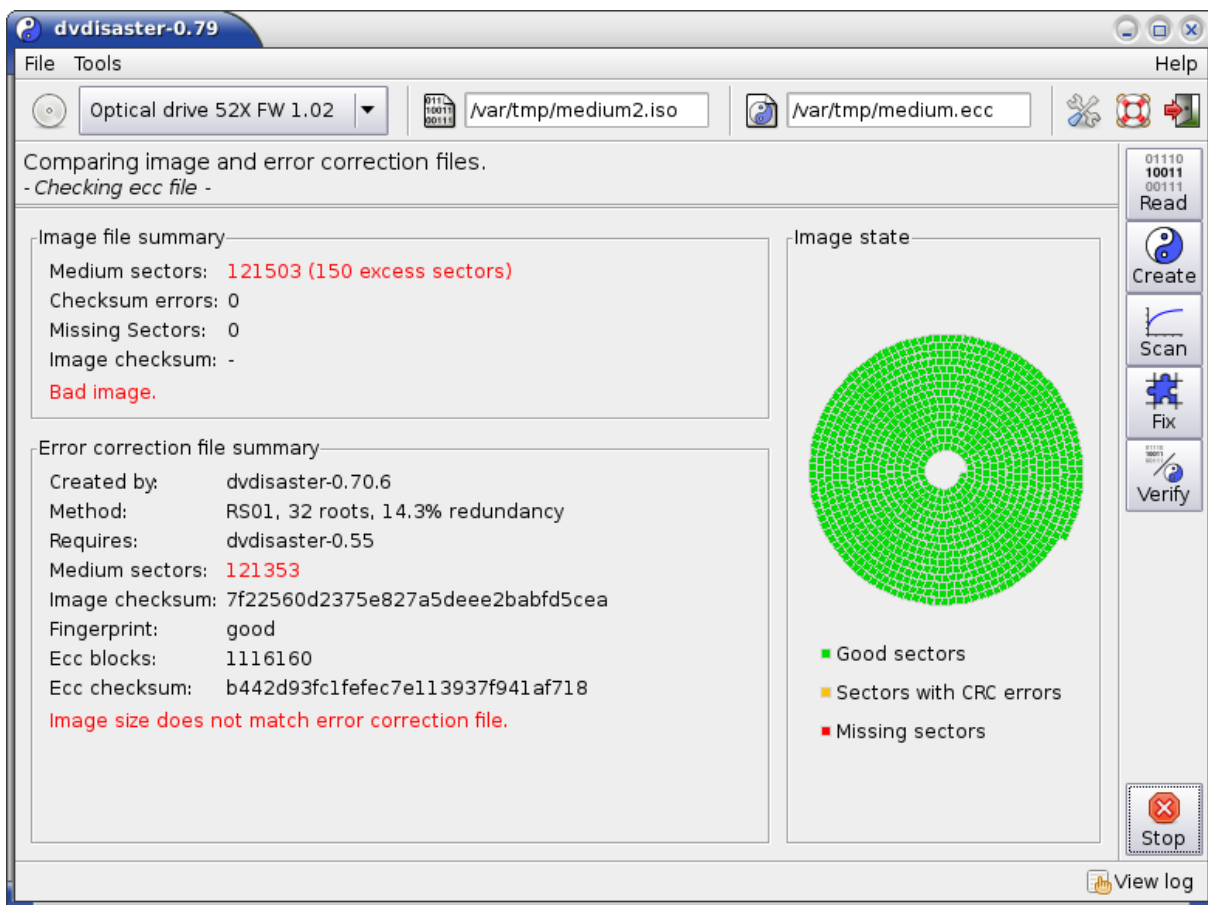 dvdisaster-0.79
File Tools Help
Optical drive 52X FW 1.02 /var/tmp/medium2.iso /var/tmp/medium.ecc
Comparing image and error correction files.
- Checking ecc file -
Image file summary
Medium sectors: 121503 (150 excess sectors)
Checksum errors: 0
Missing Sectors: 0
Image checksum: -
Bad image.
Error correction file summary
Created by: dvdisaster-0.70.6
Method: RS01, 32 roots, 14.3% redundancy
Requires: dvdisaster-0.55
Medium sectors: 121353
Image checksum: 7f22560d2375e827a5deee2babfd5cea
Fingerprint: good
Ecc blocks: 1116160
Ecc checksum: b442d93fc1fefec7e113937f941af718
Image size does not match error correction file.
Image state
Good sectors
Sectors with CRC errors
Missing sectors
01110
10011
00111
Read
Create
Scan
Fix
Verify
Stop
View log